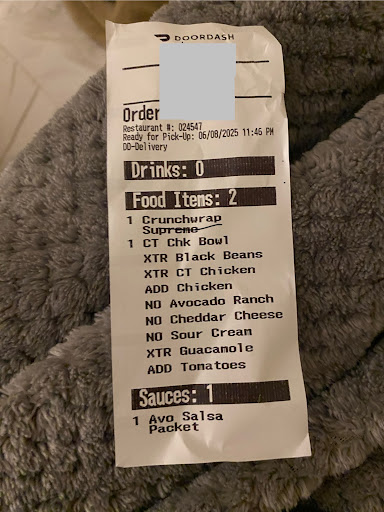 DOORDASH
Order
Restaurant #: 024547
Ready for Pick-Up: 06/08/2025 11:46 PM
DD-Delivery
Drinks: 0
Food Items: 2
1 Crunchwrap
Supreme
1 CT Chk Bowl
XTR Black Beans
XTR CT Chicken
ADD Chicken
NO Avocado Ranch
NO Cheddar Cheese
NO Sour Cream
XTR Guacamole
ADD Tomatoes
Sauces: 1
1 Avo Salsa
Packet